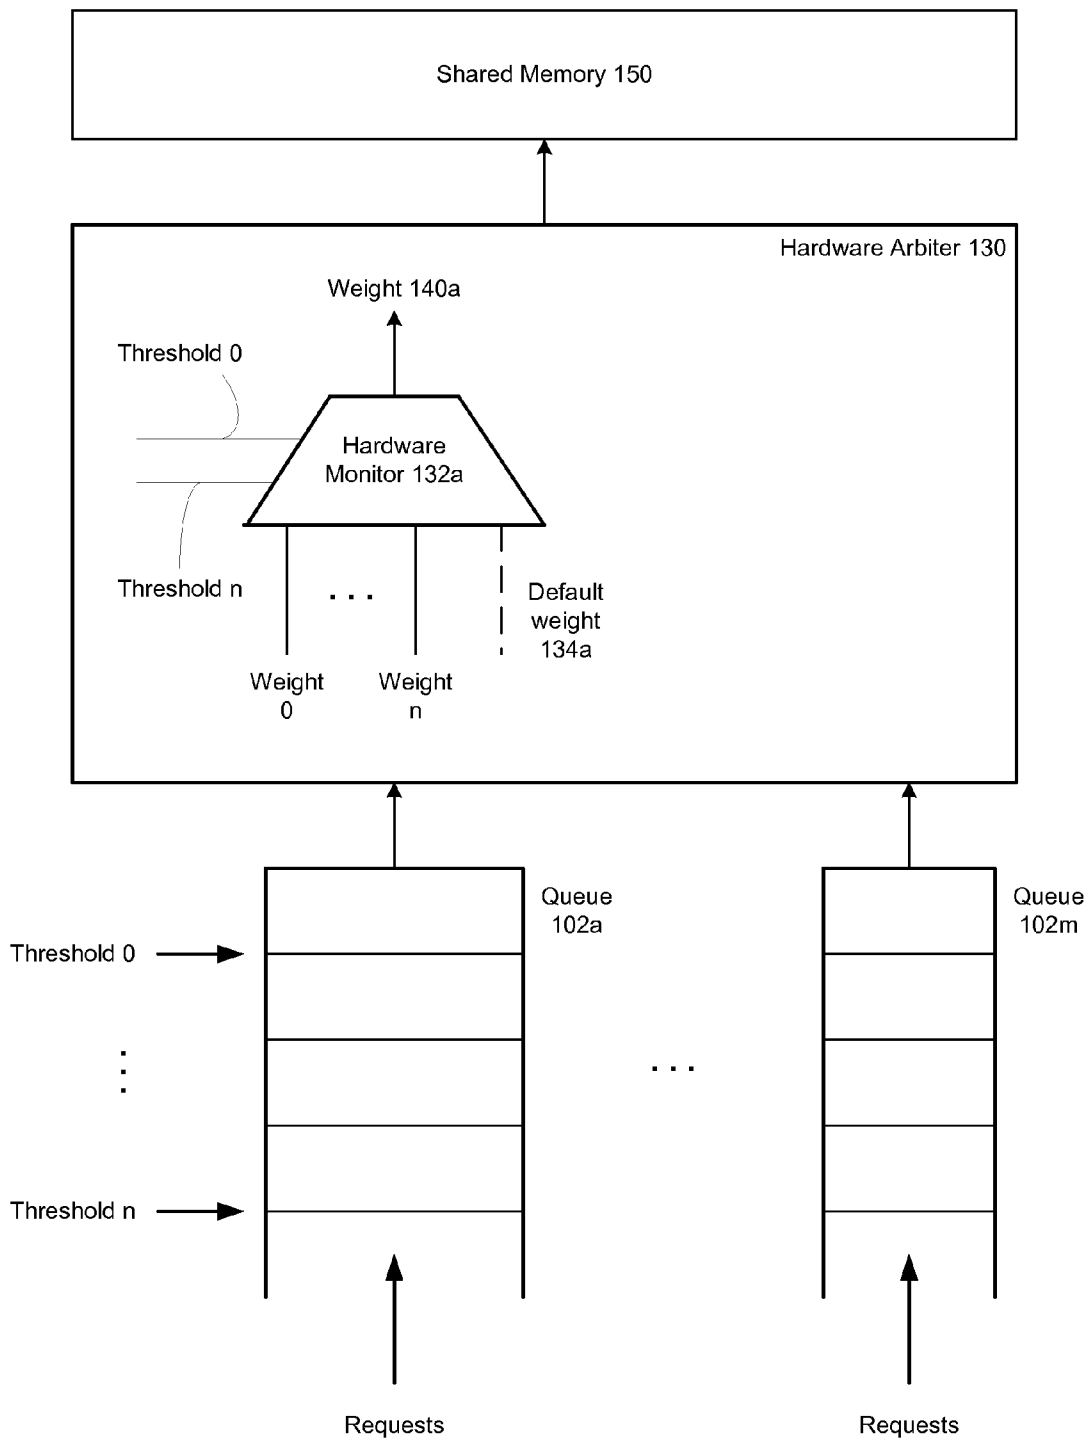 Shared Memory 150
Hardware Arbiter 130
Weight 140a
Threshold 0
Hardware
Monitor 132a
Threshold n
. . .
Default
weight
134a
Weight
0
Weight
n
Queue
102a
Queue
102m
Threshold 0
. . .
Threshold n
Requests
Requests